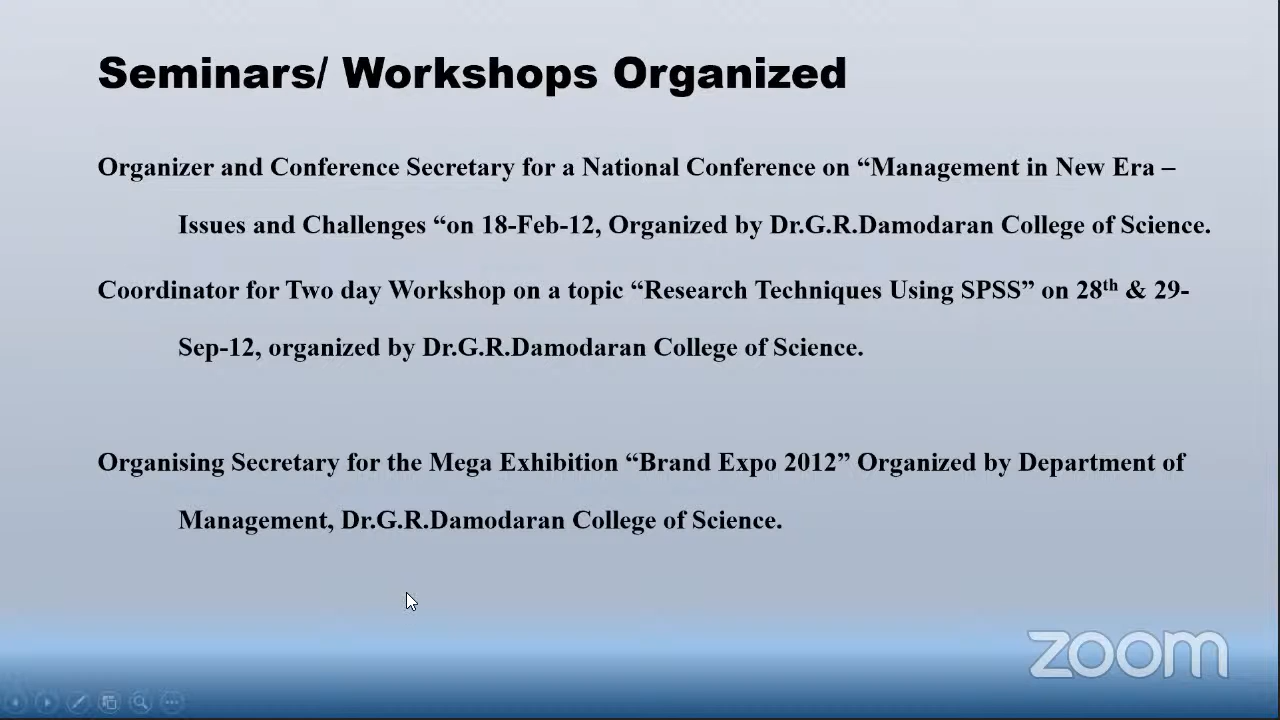 Seminars/ Workshops Organized
Organizer and Conference Secretary for a National Conference on “Management in New Era –
Issues and Challenges “on 18-Feb-12, Organized by Dr.G.R.Damodaran College of Science.
Coordinator for Two day Workshop on a topic “Research Techniques Using SPSS” on 28th & 29-
Sep-12, organized by Dr.G.R.Damodaran College of Science.
Organising Secretary for the Mega Exhibition “Brand Expo 2012” Organized by Department of
Management, Dr.G.R.Damodaran College of Science.
zoom